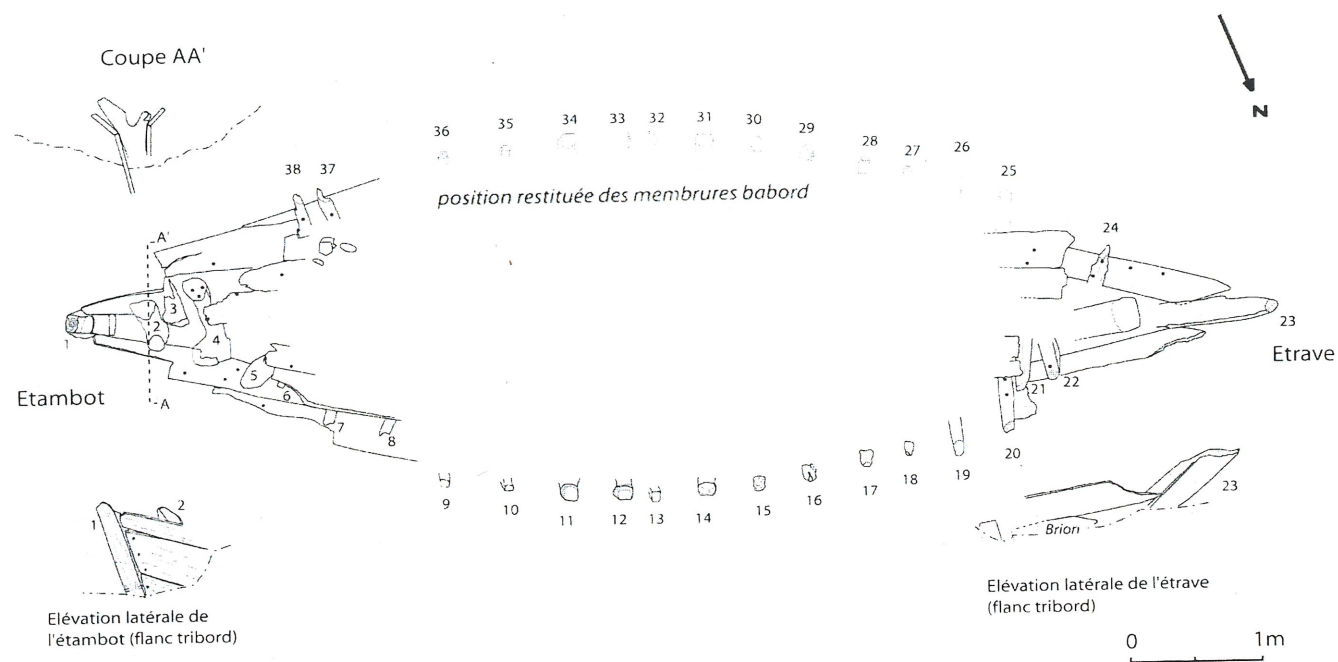 Coupe AA'
N
2
36 35 34 33 32 31 30 29 28 27 26 25
38 37
position restituée des membrures babord
A'
24
3
1 2 4
23
Etrave
5
6
21 22
Etambot
A
7
8
20
9 10 11 12 13 14 15 16 17 18 19
1 2
23
Brion
Elévation latérale de
l'étambot (flanc tribord)
Elévation latérale de l'étrave
(flanc tribord)
0 1m